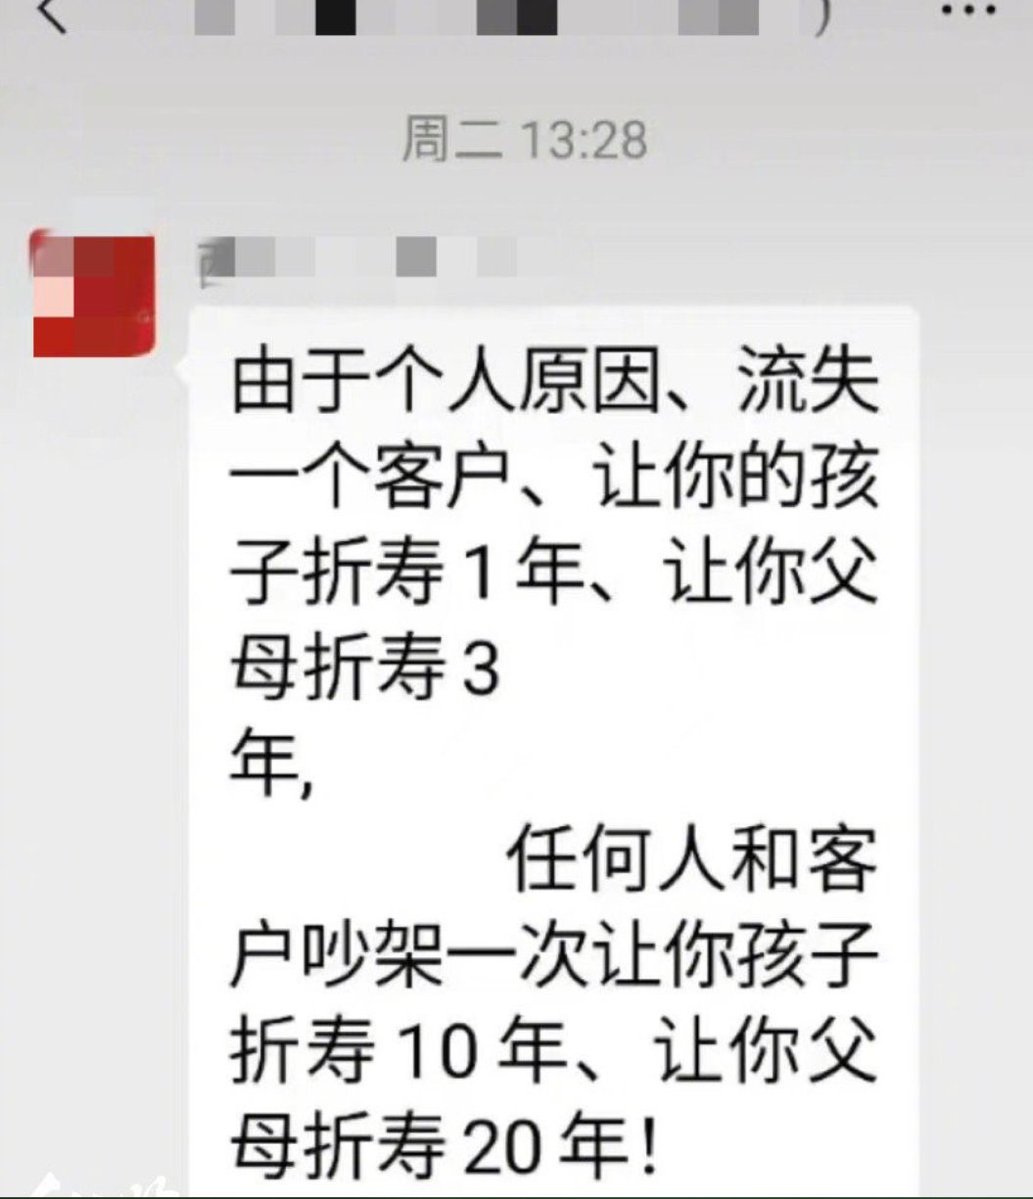 周二 13:28
由于个人原因、流失
一个客户、让你的孩
子折寿1年、让你父
母折寿3
年,
任何人和客
户吵架一次让你孩子
折寿10年、让你父
母折寿20年！